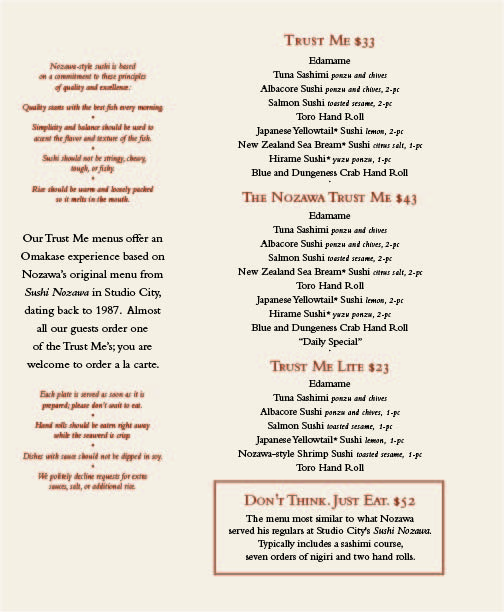 Nozawa-style sushi is based
on a commitment to these principles
of quality and excellence:
Quality starts with the best fish every morning.
•
Simplicity and balance should be used to
accent the flavor and texture of the fish.
•
Sushi should not be stringy, chewy,
tough, or fishy.
•
Rice should be warm and loosely packed
so it melts in the mouth.
Our Trust Me menus offer an
Omakase experience based on
Nozawa's original menu from
Sushi Nozawa in Studio City,
dating back to 1987. Almost
all our guests order one
of the Trust Me's; you are
welcome to order a la carte.
Each plate is served as soon as it is
prepared; please don't wait to eat.
•
Hand rolls should be eaten right away
while the seaweed is crisp
•
Dishes with sauce should not be dipped in soy.
•
We politely decline requests for extra
sauces, salt, or additional rice.
Trust Me $33
Edamame
Tuna Sashimi ponzu and chives
Albacore Sushi ponzu and chives, 2-pc
Salmon Sushi toasted sesame, 2-pc
Toro Hand Roll
Japanese Yellowtail* Sushi lemon, 2-pc
New Zealand Sea Bream* Sushi citrus salt, 1-pc
Hirame Sushi* yuzu ponzu, 1-pc
Blue and Dungeness Crab Hand Roll
The Nozawa Trust Me $43
Edamame
Tuna Sashimi ponzu and chives
Albacore Sushi ponzu and chives, 2-pc
Salmon Sushi toasted sesame, 2-pc
New Zealand Sea Bream* Sushi citrus salt, 2-pc
Toro Hand Roll
Japanese Yellowtail* Sushi lemon, 2-pc
Hirame Sushi* yuzu ponzu, 2-pc
Blue and Dungeness Crab Hand Roll
"Daily Special"
Trust Me Lite $23
Edamame
Tuna Sashimi ponzu and chives
Albacore Sushi ponzu and chives, 1-pc
Salmon Sushi toasted sesame, 1-pc
Japanese Yellowtail* Sushi lemon, 1-pc
Nozawa-style Shrimp Sushi toasted sesame, 1-pc
Toro Hand Roll
Don't Think. Just Eat. $52
The menu most similar to what Nozawa
served his regulars at Studio City's Sushi Nozawa.
Typically includes a sashimi course,
seven orders of nigiri and two hand rolls.